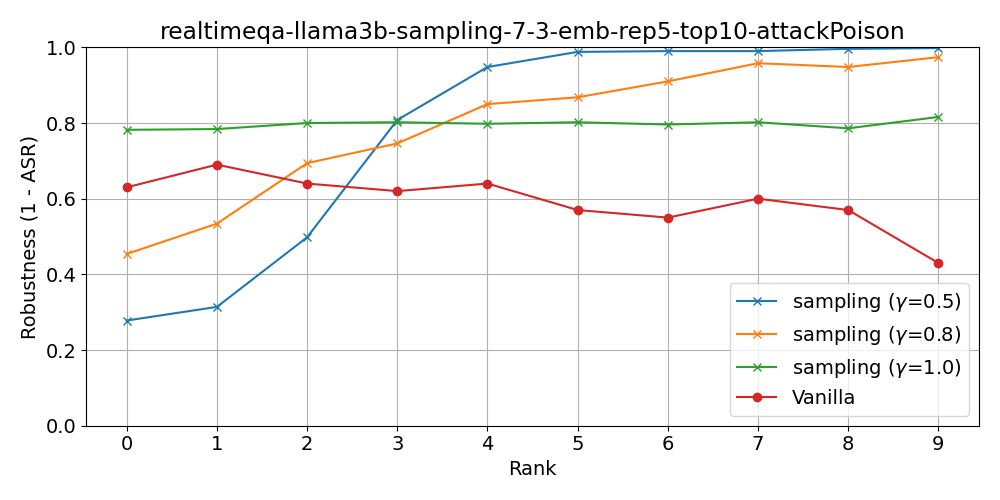 realtimeqa-llama3b-sampling-7-3-emb-rep5-top10-attackPoison
Robustness (1 - ASR)
1.0
0.8
0.6
0.4
0.2
0.0
0 1 2 3 4 5 6 7 8 9
Rank
sampling (γ=0.5)
sampling (γ=0.8)
sampling (γ=1.0)
Vanilla